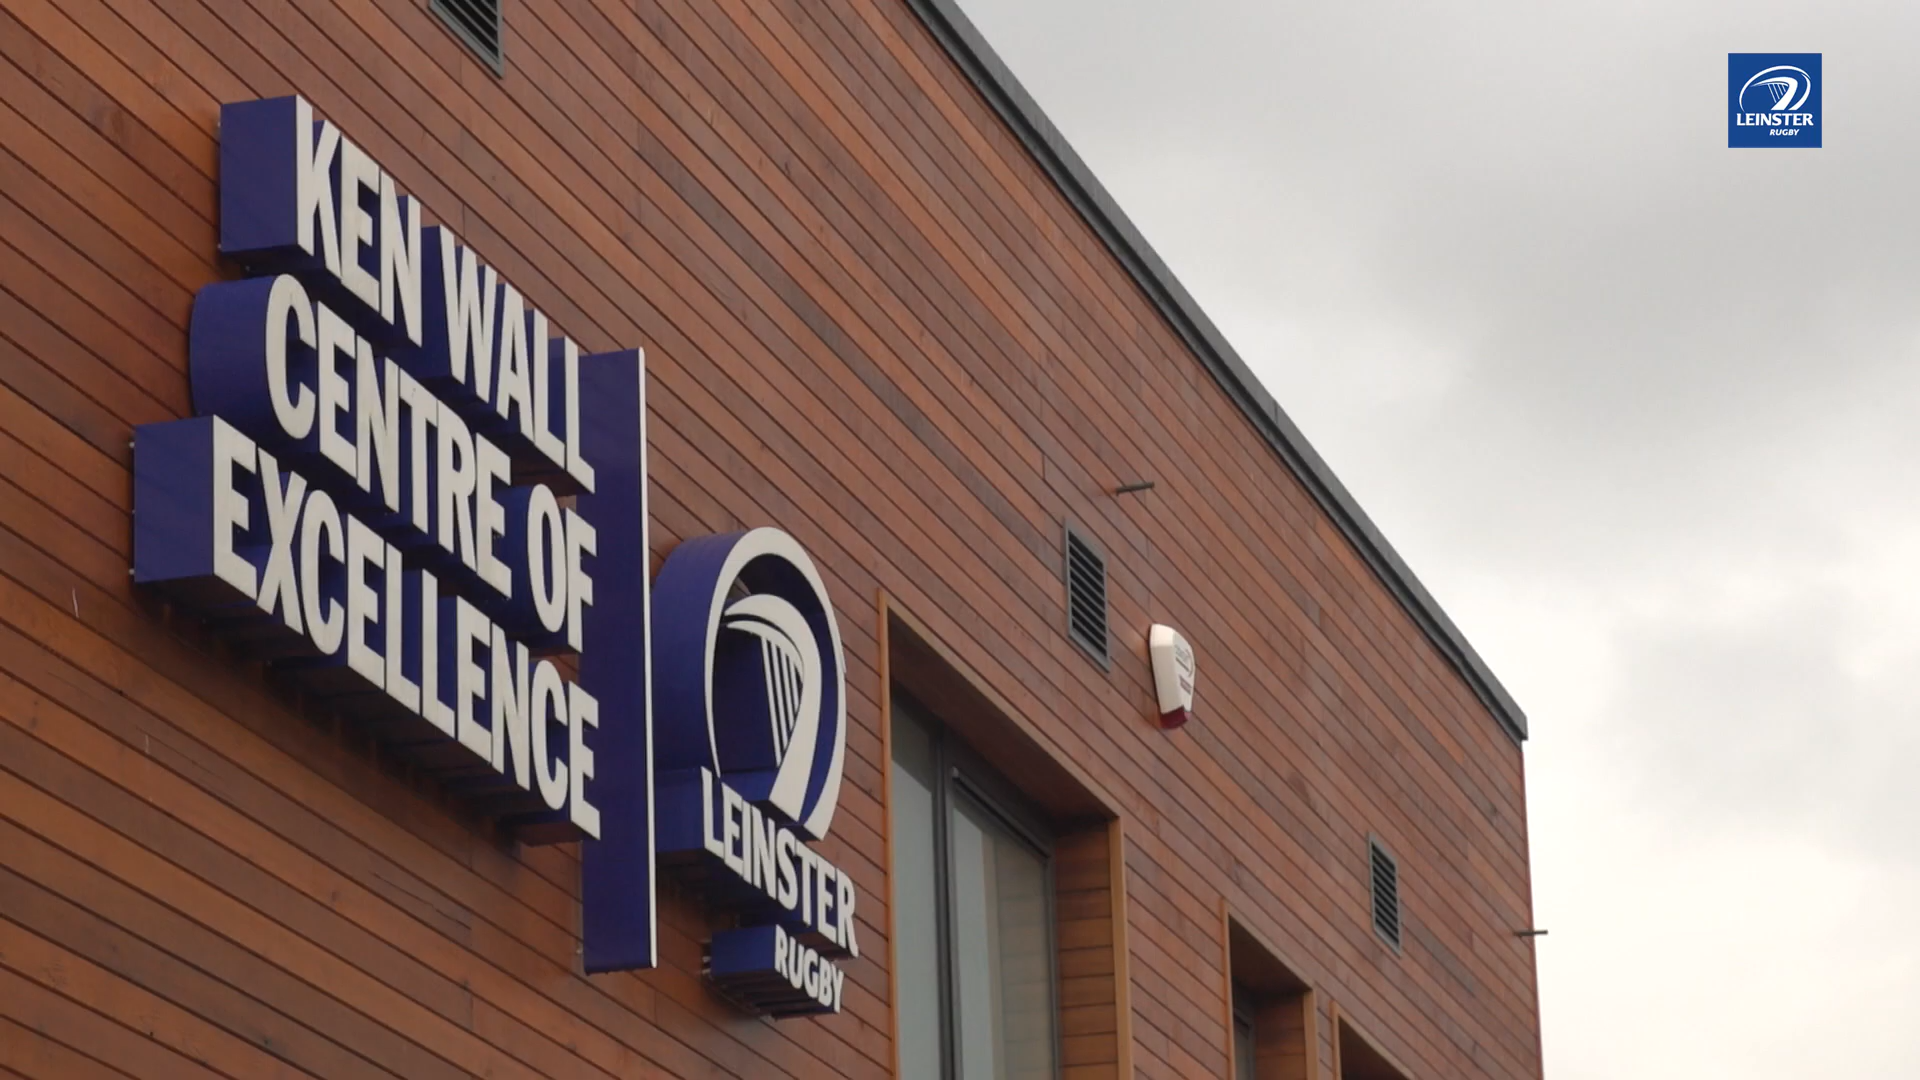 KEN WALL
CENTRE OF
EXCELLENCE
LEINSTER
RUGBY
LEINSTER
RUGBY